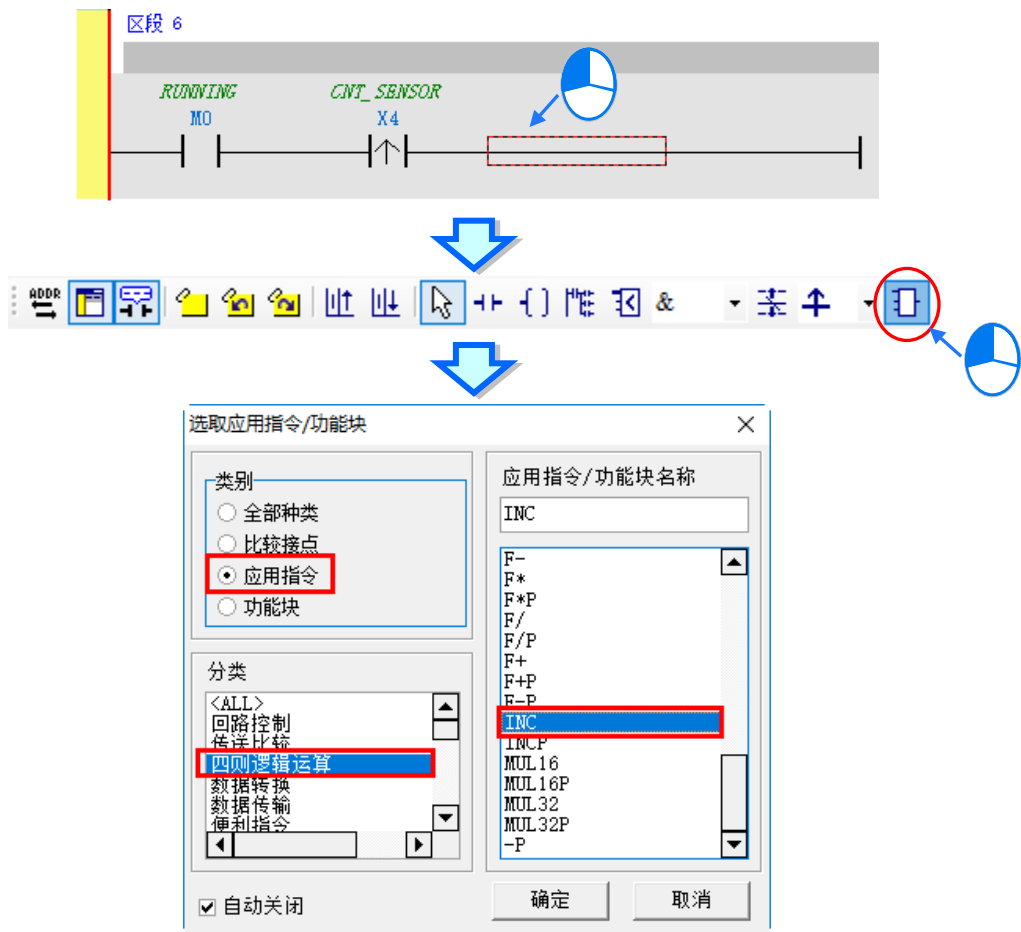 区段 6
RUNNING CNT_SENSOR
M0 X4
ADDR
&
选取应用指令/功能块
类别
全部种类
比较接点
应用指令
功能块
应用指令/功能块名称
INC
F-
F*
F*P
F/
F/P
F+
F+P
F-P
INC
INCP
MUL16
MUL16P
MUL32
MUL32P
-P
分类
<ALL>
回路控制
传送比较
四则逻辑运算
数据转换
数据传输
便利指令
自动关闭
确定 取消